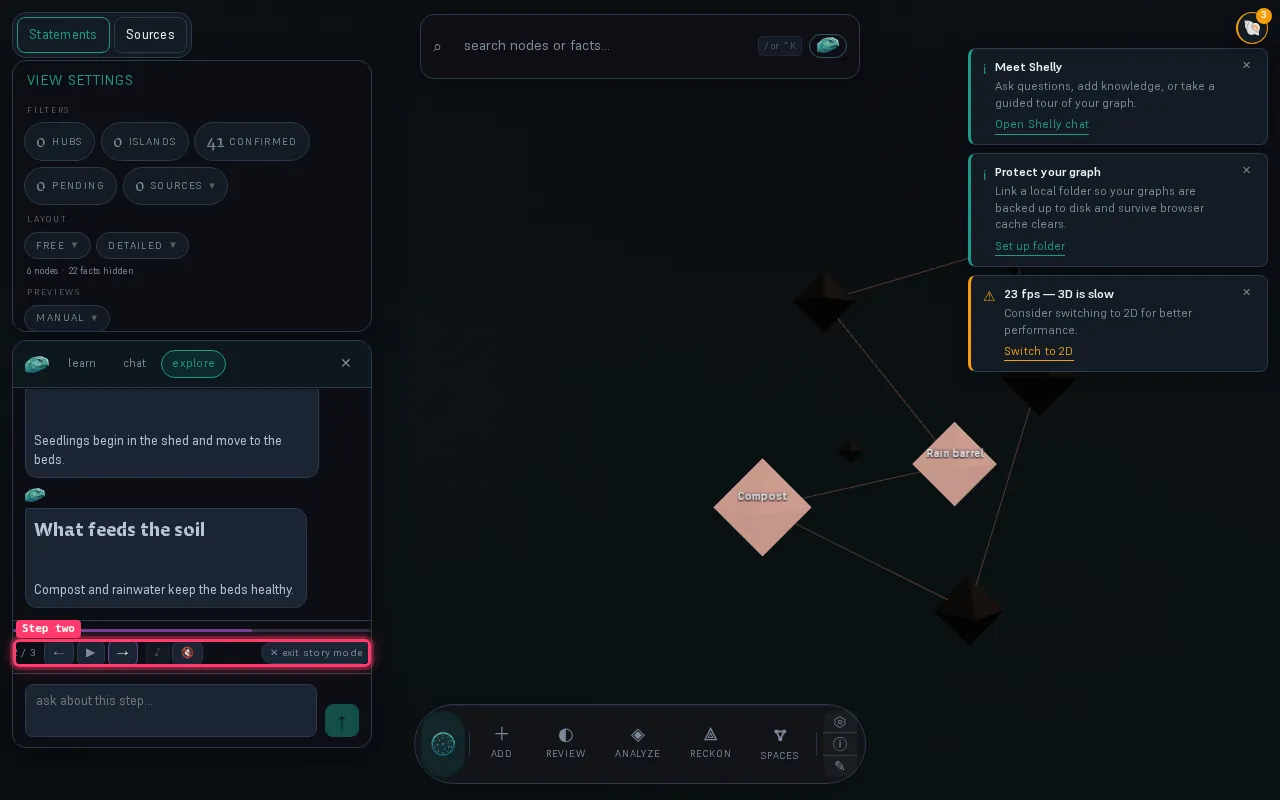 Statements
Sources
VIEW SETTINGS
FILTERS
0 HUBS
0 ISLANDS
41 CONFIRMED
0 PENDING
0 SOURCES ▼
LAYOUT
FREE ▼
DETAILED ▼
6 nodes · 22 facts hidden
PREVIEWS
MANUAL ▼
learn
chat
explore
✕
Seedlings begin in the shed and move to the
beds.
What feeds the soil
Compost and rainwater keep the beds healthy.
Step two
/ 3
← ▶ → ♪
✕ exit story mode
ask about this step...
↑
search nodes or facts...
/ or ^K
3
i Meet Shelly ✕
Ask questions, add knowledge, or take a
guided tour of your graph.
Open Shelly chat
i Protect your graph ✕
Link a local folder so your graphs are
backed up to disk and survive browser
cache clears.
Set up folder
⚠ 23 fps — 3D is slow ✕
Consider switching to 2D for better
performance.
Switch to 2D
Rain barrel
Compost
ADD
REVIEW
ANALYZE
RECKON
SPACES